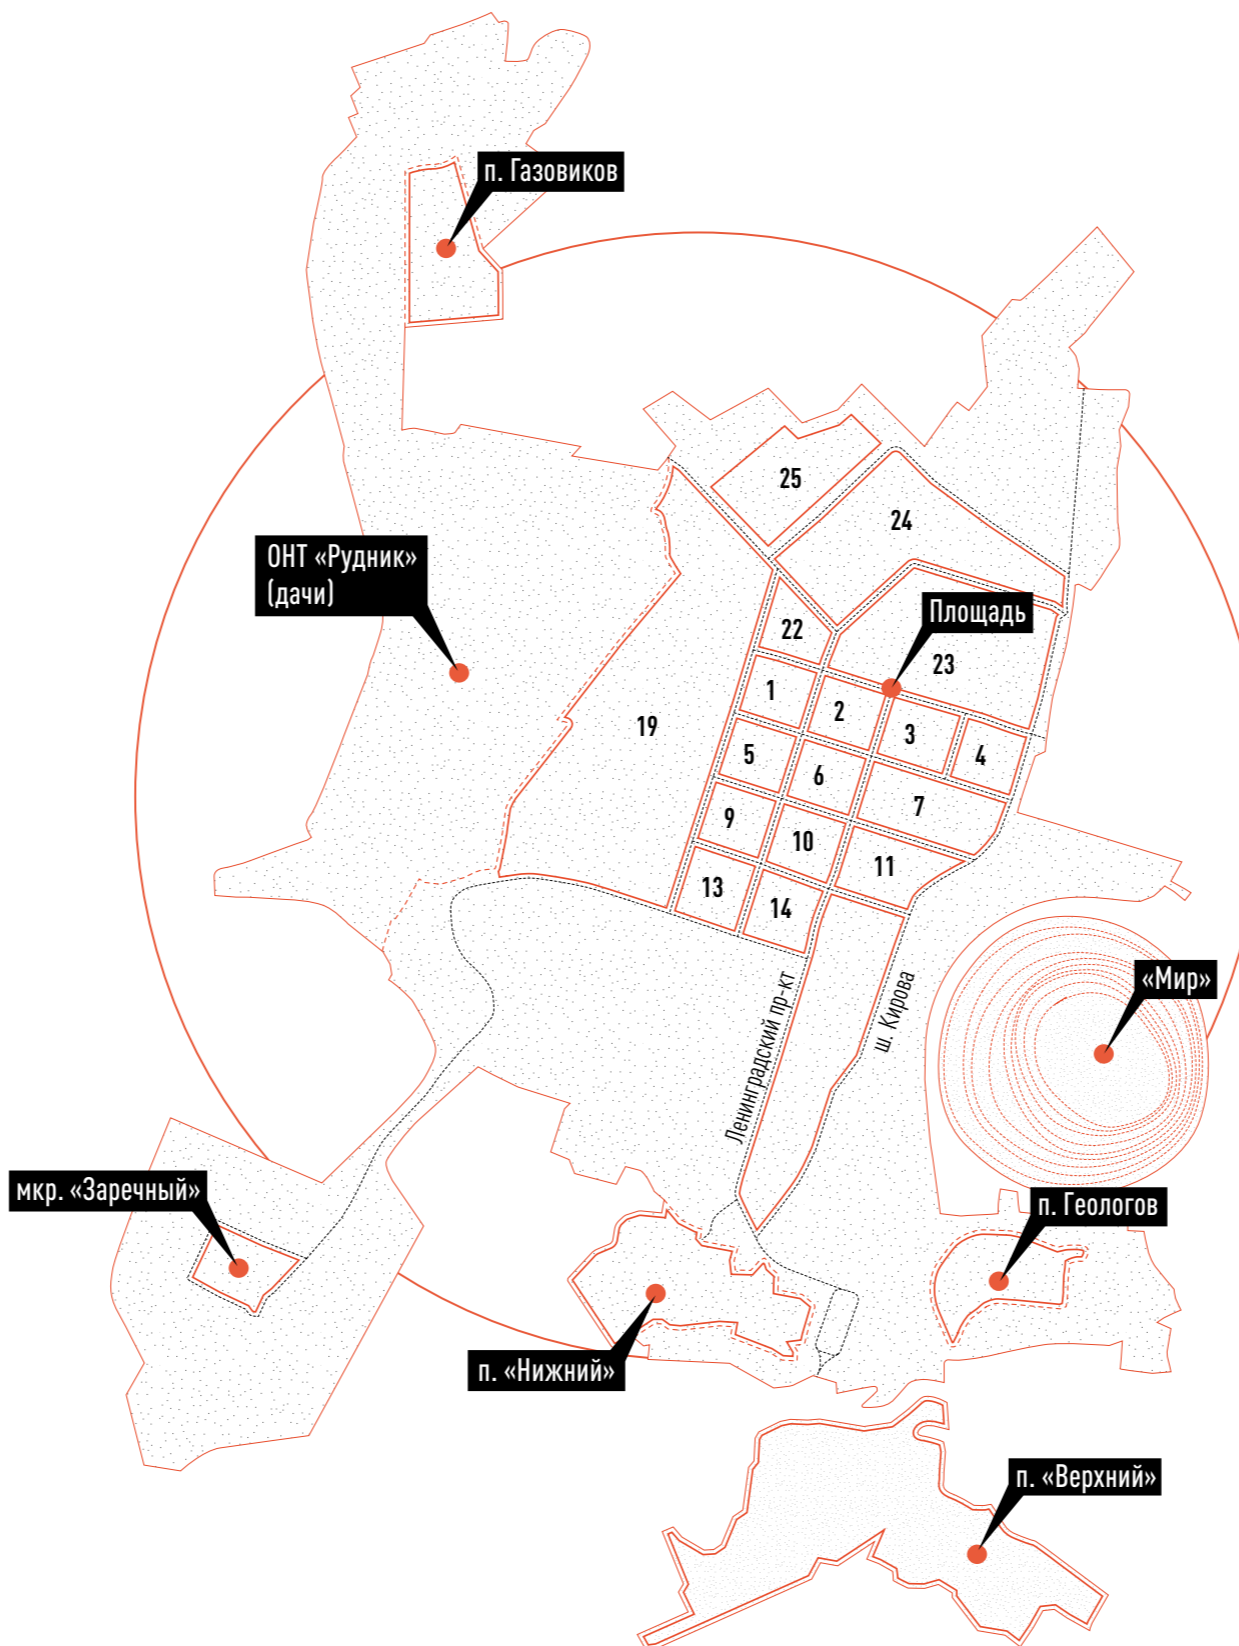 п. Газовиков
25
24
ОНТ «Рудник»
(дачи)
Площадь
22
23
1
2
19
3
4
5
6
7
9
10
11
13
14
«Мир»
Ленинградский пр-кт
ш. Кирова
мкр. «Заречный»
п. Геологов
п. «Нижний»
п. «Верхний»